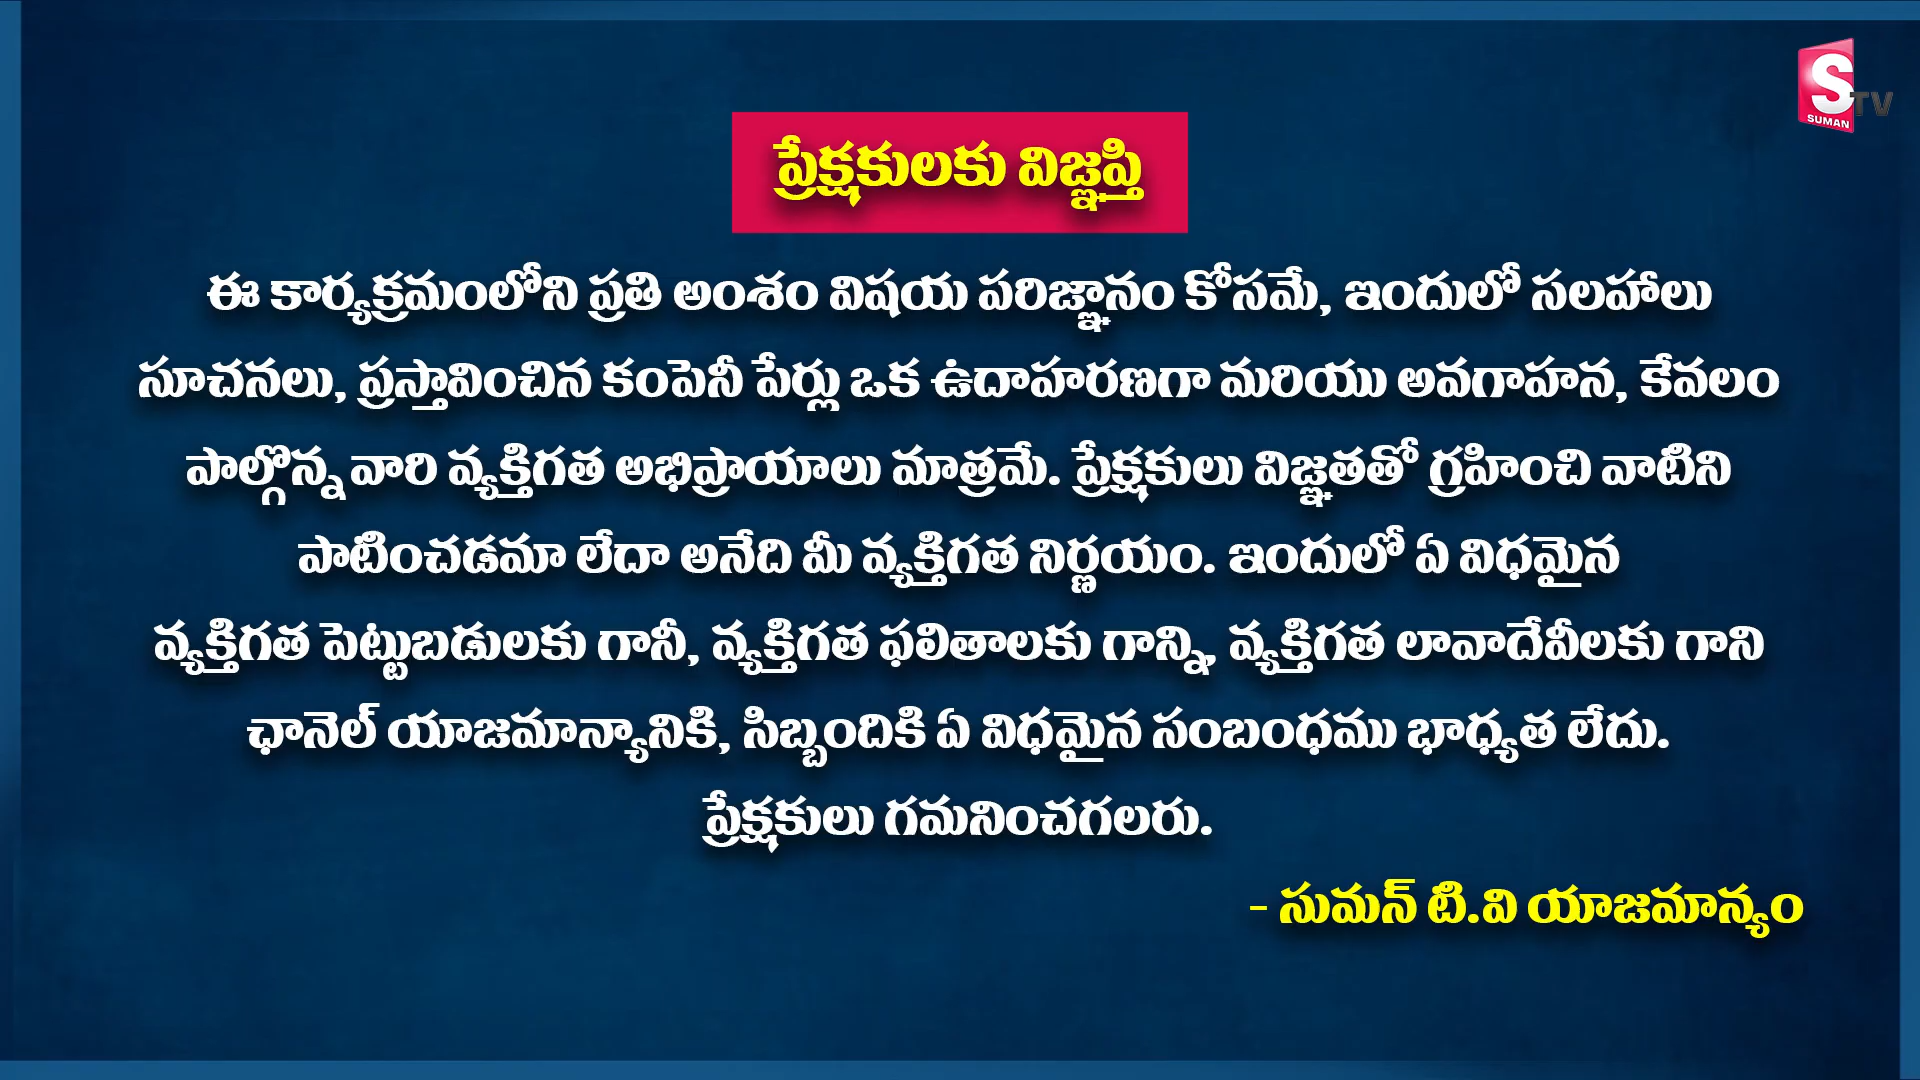 S
SUMAN
TV
ప్రేక్షకులకు విజ్ఞప్తి
ఈ కార్యక్రమంలోని ప్రతి అంశం విషయ పరిజ్ఞానం కోసమే, ఇందులో సలహాలు
సూచనలు, ప్రస్తావించిన కంపెనీ పేర్లు ఒక ఉదాహరణగా మరియు అవగాహన, కేవలం
పాల్గొన్న వారి వ్యక్తిగత అభిప్రాయాలు మాత్రమే. ప్రేక్షకులు విజ్ఞతతో గ్రహించి వాటిని
పాటించడమా లేదా అనేది మీ వ్యక్తిగత నిర్ణయం. ఇందులో ఏ విధమైన
వ్యక్తిగత పెట్టుబడులకు గానీ, వ్యక్తిగత ఫలితాలకు గాన్ని, వ్యక్తిగత లావాదేవీలకు గాని
ఛానెల్ యాజమాన్యానికి, సిబ్బందికి ఏ విధమైన సంబంధము భాధ్యత లేదు.
ప్రేక్షకులు గమనించగలరు.
- సుమన్ టి.వి యాజమాన్యం